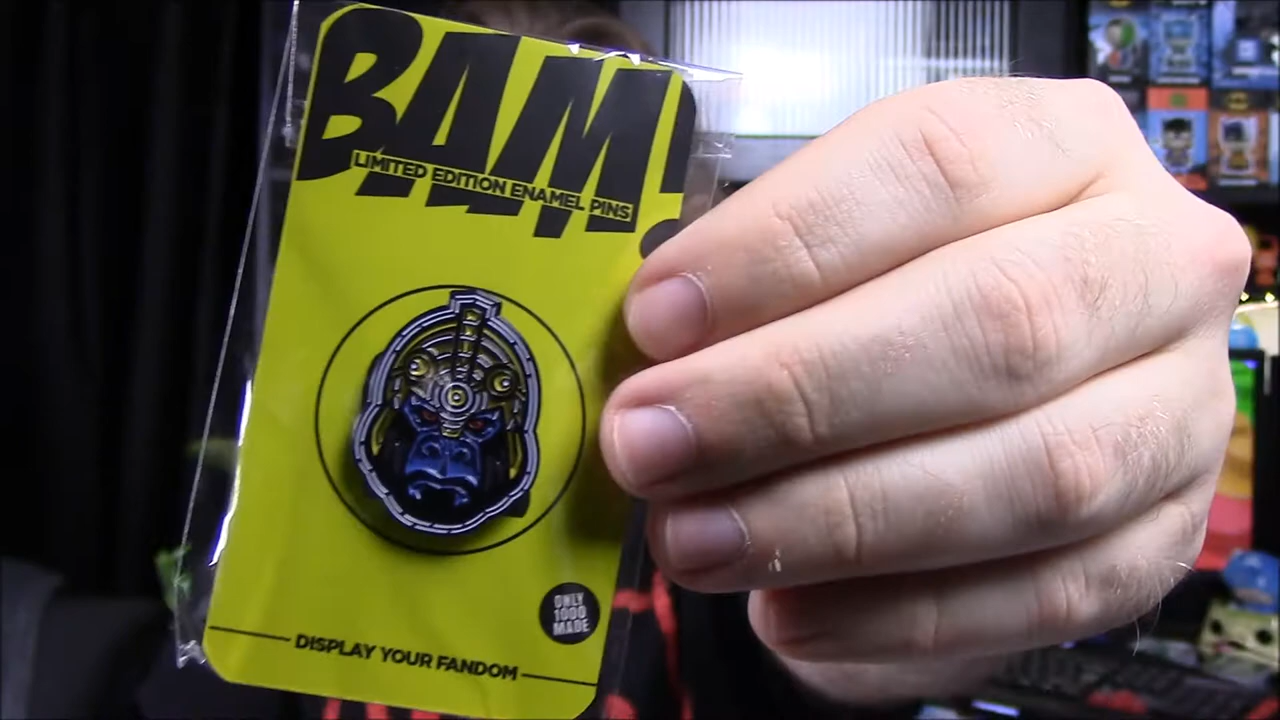 BAM!
LIMITED EDITION ENAMEL PINS
ONLY
1000
MADE
DISPLAY YOUR FANDOM